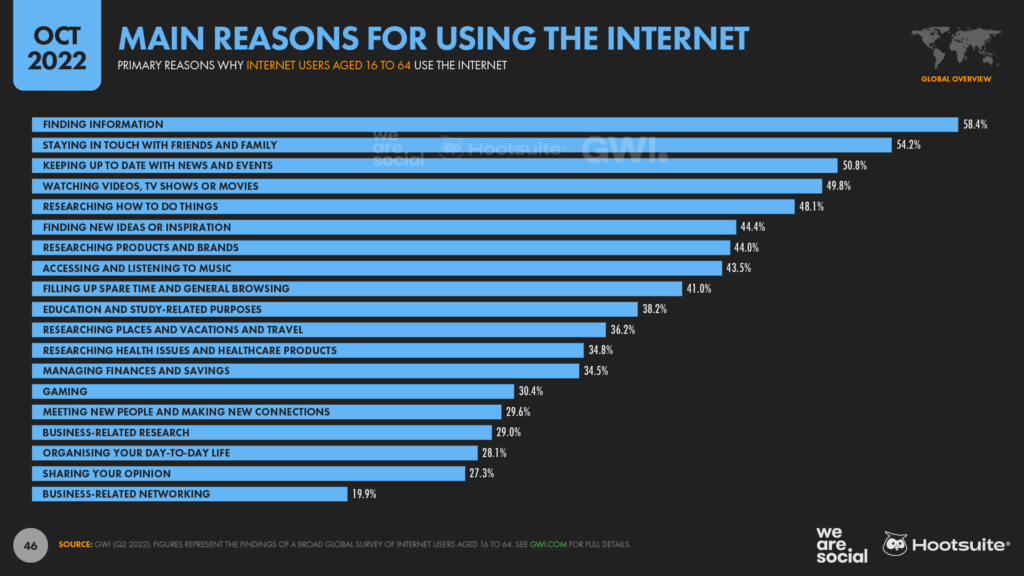 OCT
2022
MAIN REASONS FOR USING THE INTERNET
PRIMARY REASONS WHY INTERNET USERS AGED 16 TO 64 USE THE INTERNET
GLOBAL OVERVIEW
FINDING INFORMATION 58.4%
STAYING IN TOUCH WITH FRIENDS AND FAMILY 54.2%
KEEPING UP TO DATE WITH NEWS AND EVENTS 50.8%
WATCHING VIDEOS, TV SHOWS OR MOVIES 49.8%
RESEARCHING HOW TO DO THINGS 48.1%
FINDING NEW IDEAS OR INSPIRATION 44.4%
RESEARCHING PRODUCTS AND BRANDS 44.0%
ACCESSING AND LISTENING TO MUSIC 43.5%
FILLING UP SPARE TIME AND GENERAL BROWSING 41.0%
EDUCATION AND STUDY-RELATED PURPOSES 38.2%
RESEARCHING PLACES AND VACATIONS AND TRAVEL 36.2%
RESEARCHING HEALTH ISSUES AND HEALTHCARE PRODUCTS 34.8%
MANAGING FINANCES AND SAVINGS 34.5%
GAMING 30.4%
MEETING NEW PEOPLE AND MAKING NEW CONNECTIONS 29.6%
BUSINESS-RELATED RESEARCH 29.0%
ORGANISING YOUR DAY-TO-DAY LIFE 28.1%
SHARING YOUR OPINION 27.3%
BUSINESS-RELATED NETWORKING 19.9%
we
are
social
Hootsuite®
GWI.
46
SOURCE: GWI (Q2 2022). FIGURES REPRESENT THE FINDINGS OF A BROAD GLOBAL SURVEY OF INTERNET USERS AGED 16 TO 64. SEE GWI.COM FOR FULL DETAILS.
we
are
social
Hootsuite®